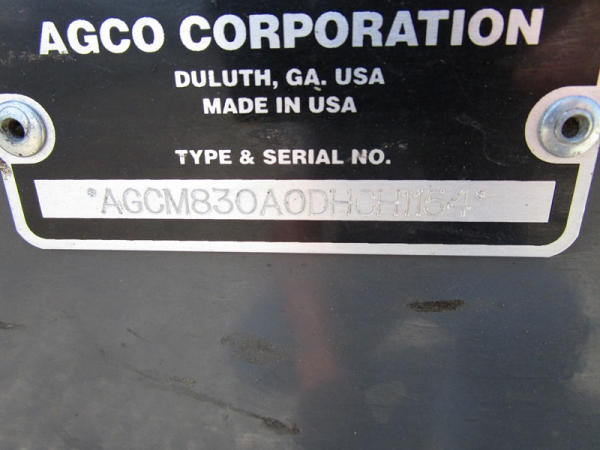 AGCO CORPORATION
DULUTH, GA. USA
MADE IN USA
TYPE & SERIAL NO.
*AGCM830A0DHCH1154*